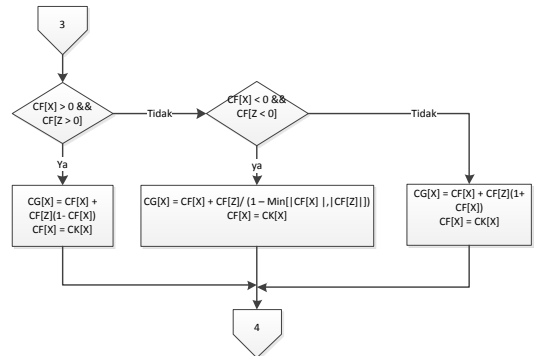 3
CF[X] > 0 &&
CF[Z > 0]
Tidak
CF[X] < 0 &&
CF[Z < 0]
Tidak
Ya
ya
CG[X] = CF[X] +
CF[Z](1- CF[X])
CF[X] = CK[X]
CG[X] = CF[X] + CF[Z]/ (1 – Min[|CF[X] |,|CF[Z]|])
CF[X] = CK[X]
CG[X] = CF[X] + CF[Z](1+
CF[X])
CF[X] = CK[X]
4